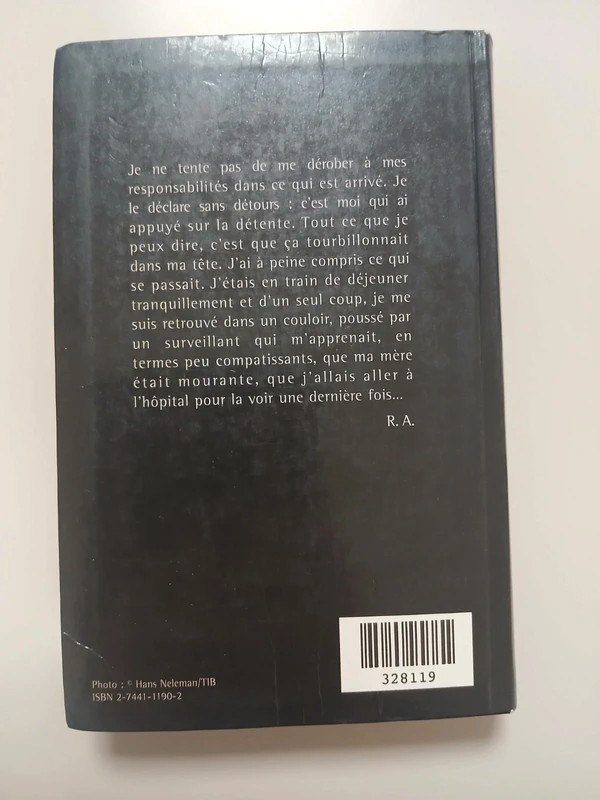 Je ne tente pas de me dérober à mes
responsabilités dans ce qui est arrivé. Je
le déclare sans détours : c'est moi qui ai
appuyé sur la détente. Tout ce que je
peux dire, c'est que ça tourbillonnait
dans ma tête. J'ai à peine compris ce qui
se passait. J'étais en train de déjeuner
tranquillement et d'un seul coup, je me
suis retrouvé dans un couloir, poussé par
un surveillant qui m'apprenait, en
termes peu compatissants, que ma mère
était mourante, que j'allais aller à
l'hôpital pour la voir une dernière fois...
R. A.
328119
Photo : © Hans Neleman/TIB
ISBN 2-7441-1190-2